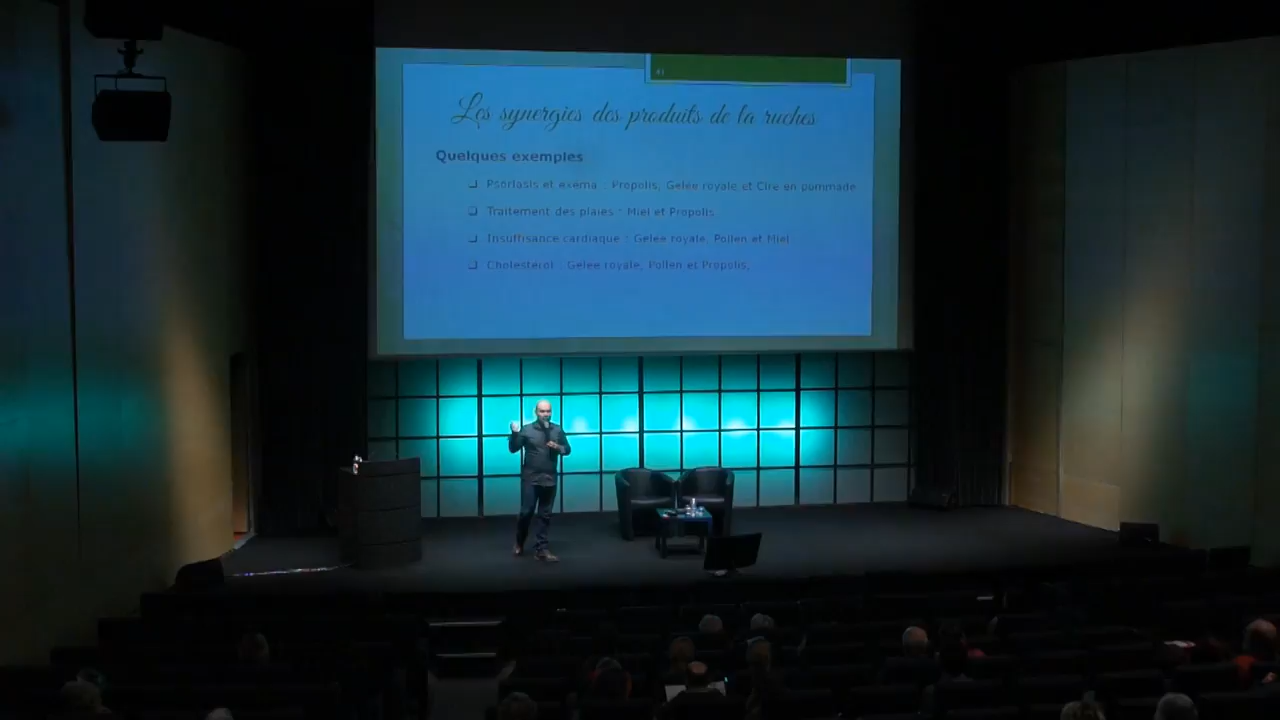 Les synergies des produits de la ruches
Quelques exemples
Psoriasis et exema : Propolis, Gelée royale et Cire en pommade
Traitement des plaies : Miel et Propolis
Insuffisance cardiaque : Gelée royale, Pollen et Miel
Cholestérol : Gelée royale, Pollen et Propolis,